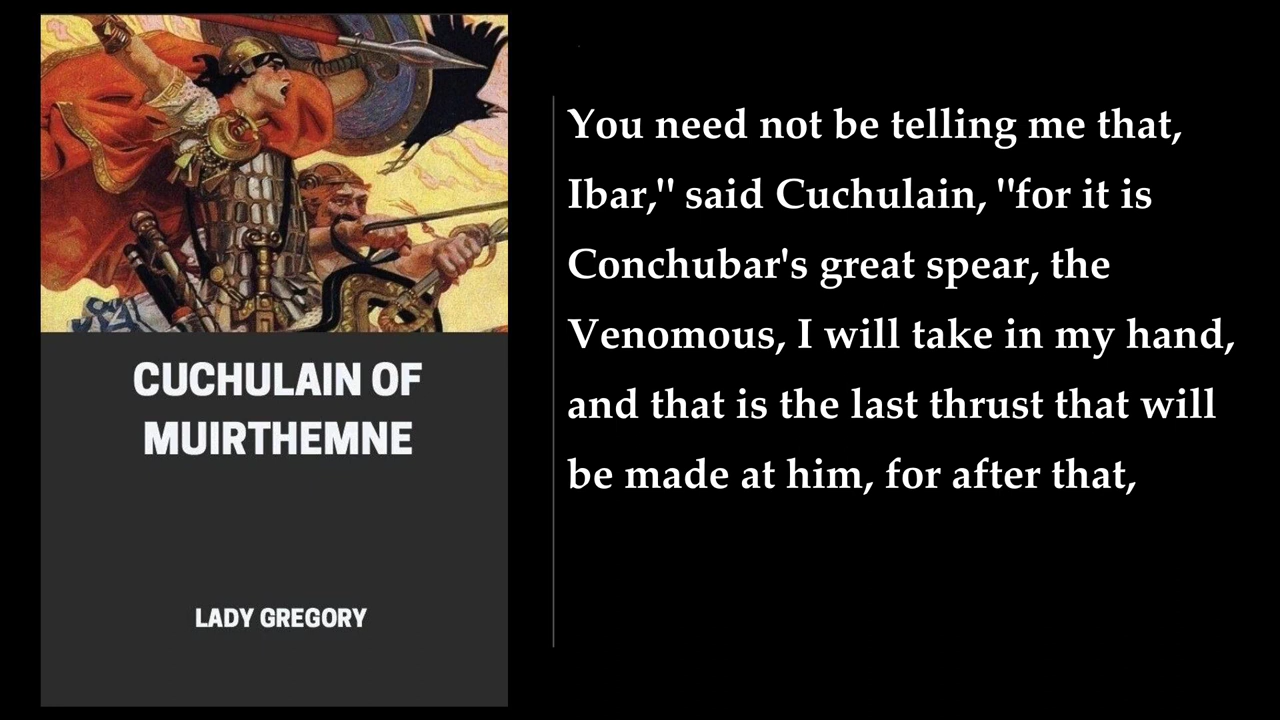 CUCHULAIN OF
MUIRTHEMNE
LADY GREGORY
You need not be telling me that,
Ibar," said Cuchulain, "for it is
Conchubar's great spear, the
Venomous, I will take in my hand,
and that is the last thrust that will
be made at him, for after that,